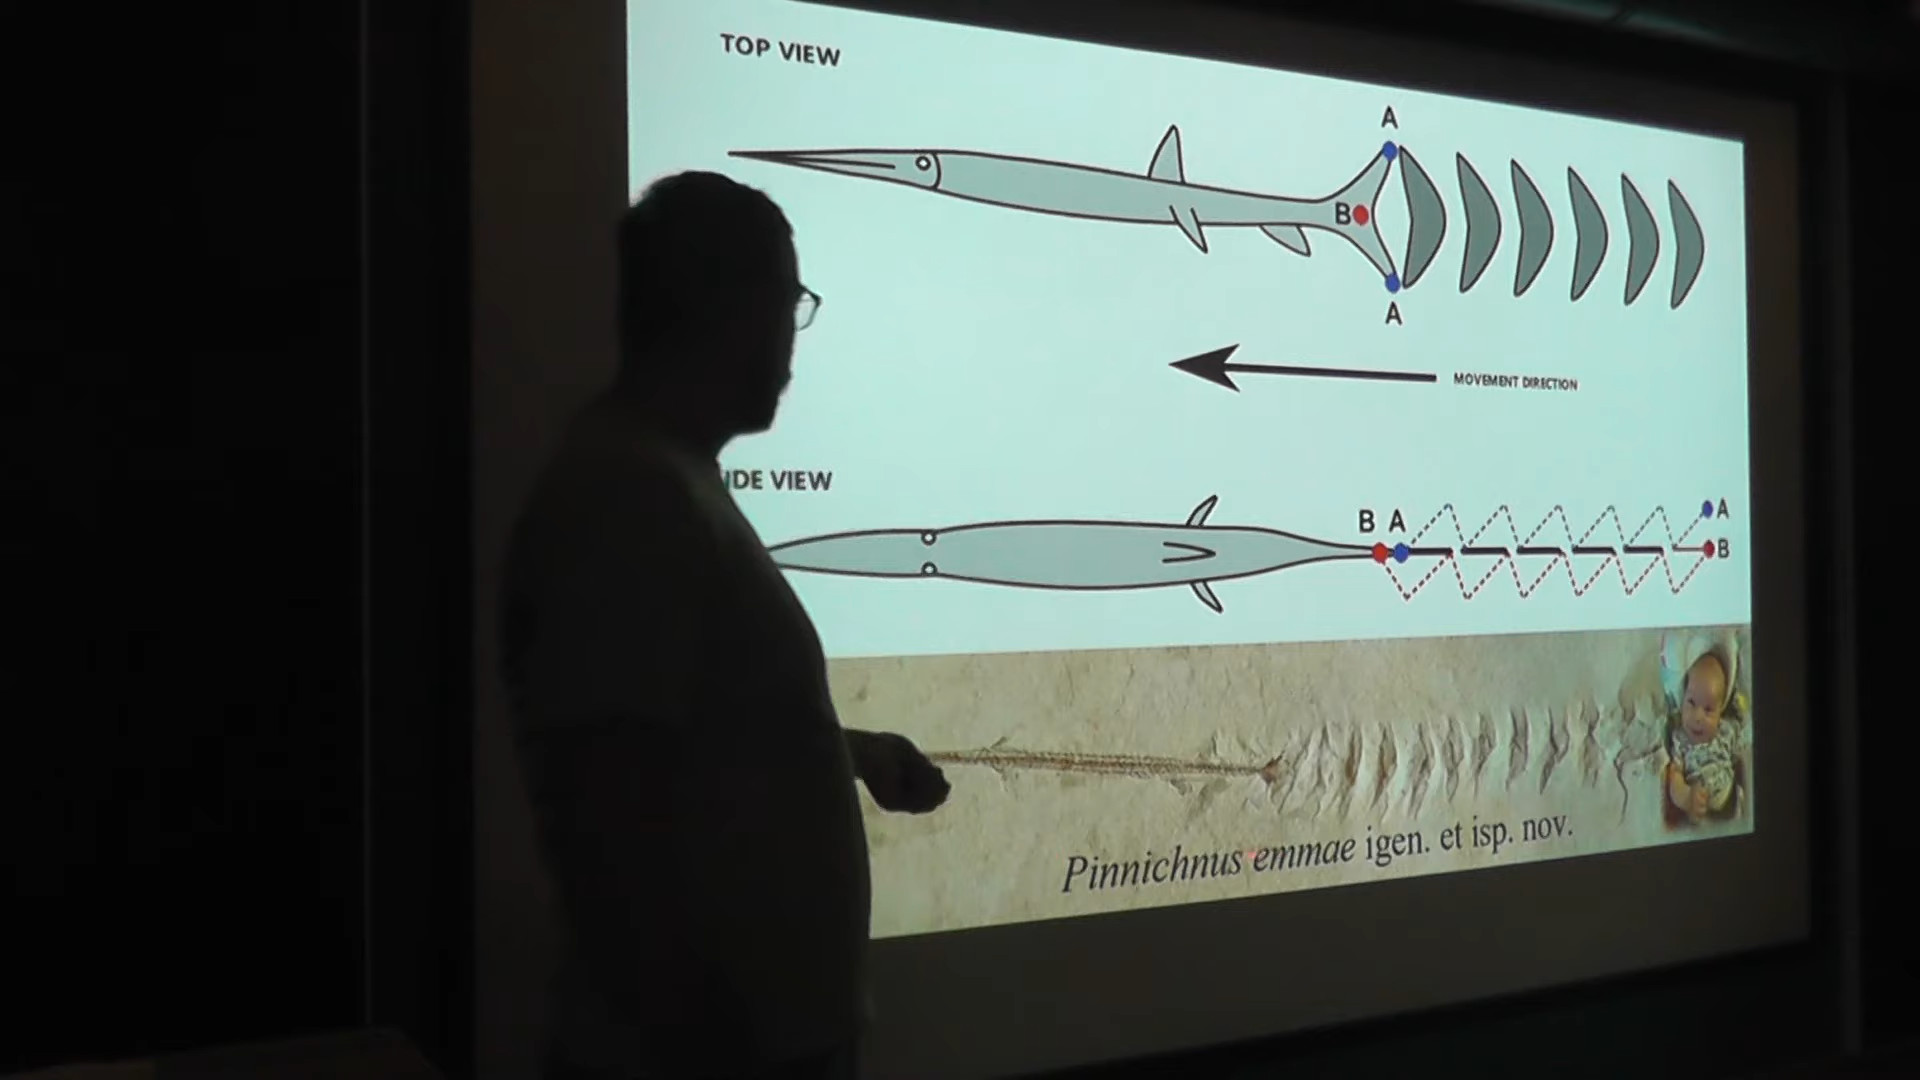 TOP VIEW
A
B
A
MOVEMENT DIRECTION
IDE VIEW
B A
A
B
Pinnichnus emmae igen. et isp. nov.